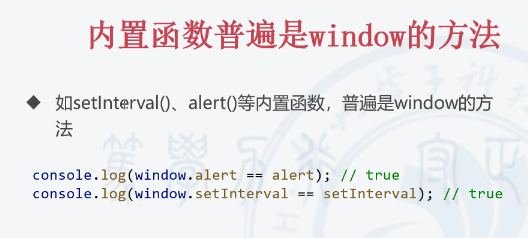 内置函数普遍是window的方法
◆ 如setInterval()、alert()等内置函数，普遍是window的方
法
console.log(window.alert == alert); // true
console.log(window.setInterval == setInterval); // true